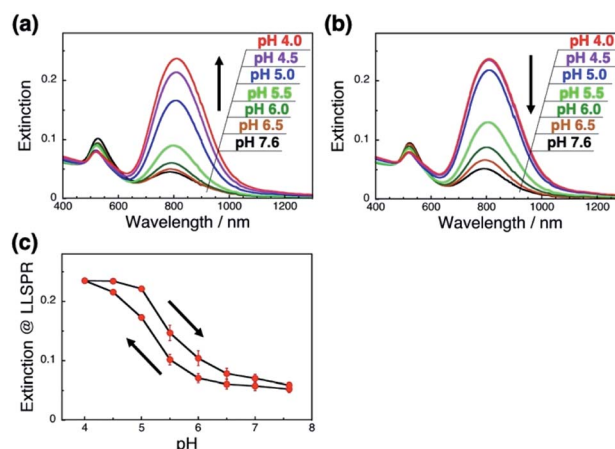 (a)
pH 4.0
pH 4.5
pH 5.0
pH 5.5
pH 6.0
pH 6.5
pH 7.6
Extinction
0.2
0.1
0
400 600 800 1000 1200
Wavelength / nm
(b)
pH 4.0
pH 4.5
pH 5.0
pH 5.5
pH 6.0
pH 6.5
pH 7.6
Extinction
0.2
0.1
0
400 600 800 1000 1200
Wavelength / nm
(c)
Extinction @ LLSPR
0.2
0.1
0
4 5 6 7 8
pH